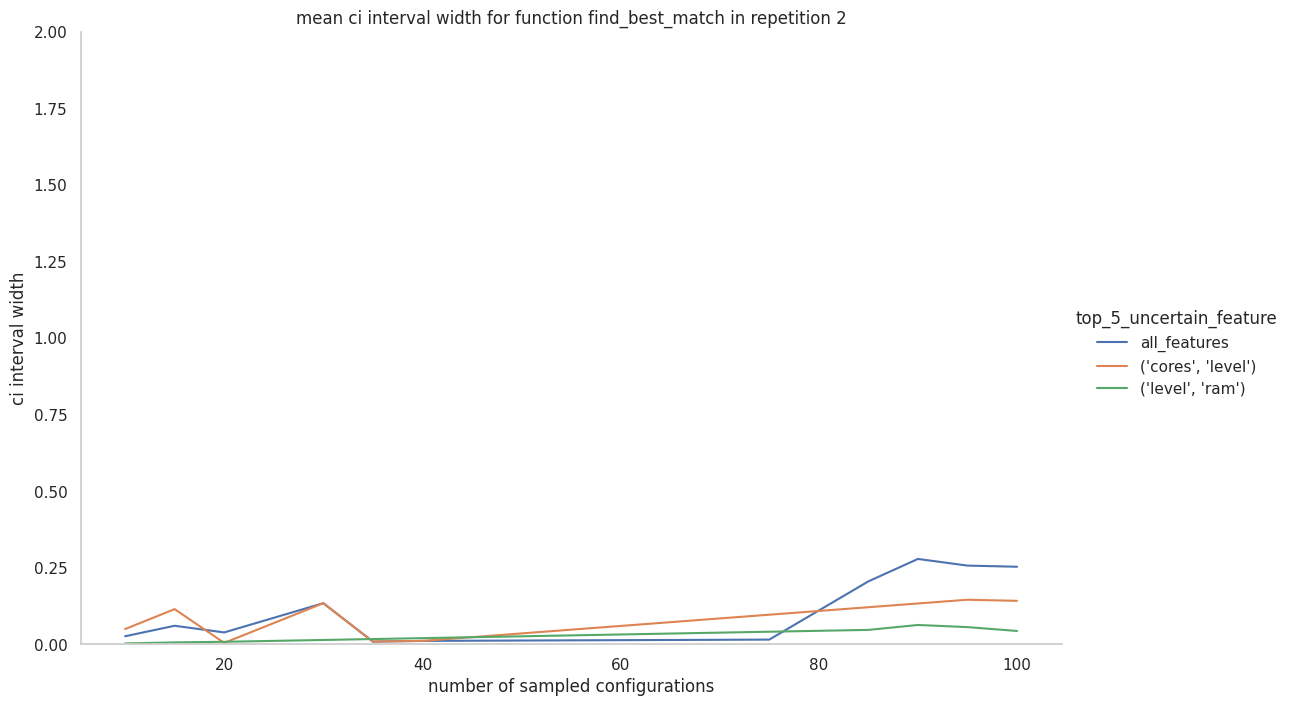 mean ci interval width for function find_best_match in repetition 2
2.00
1.75
1.50
1.25
1.00
0.75
0.50
0.25
0.00
ci interval width
20
40
60
80
100
number of sampled configurations
top_5_uncertain_feature
all_features
('cores', 'level')
('level', 'ram')